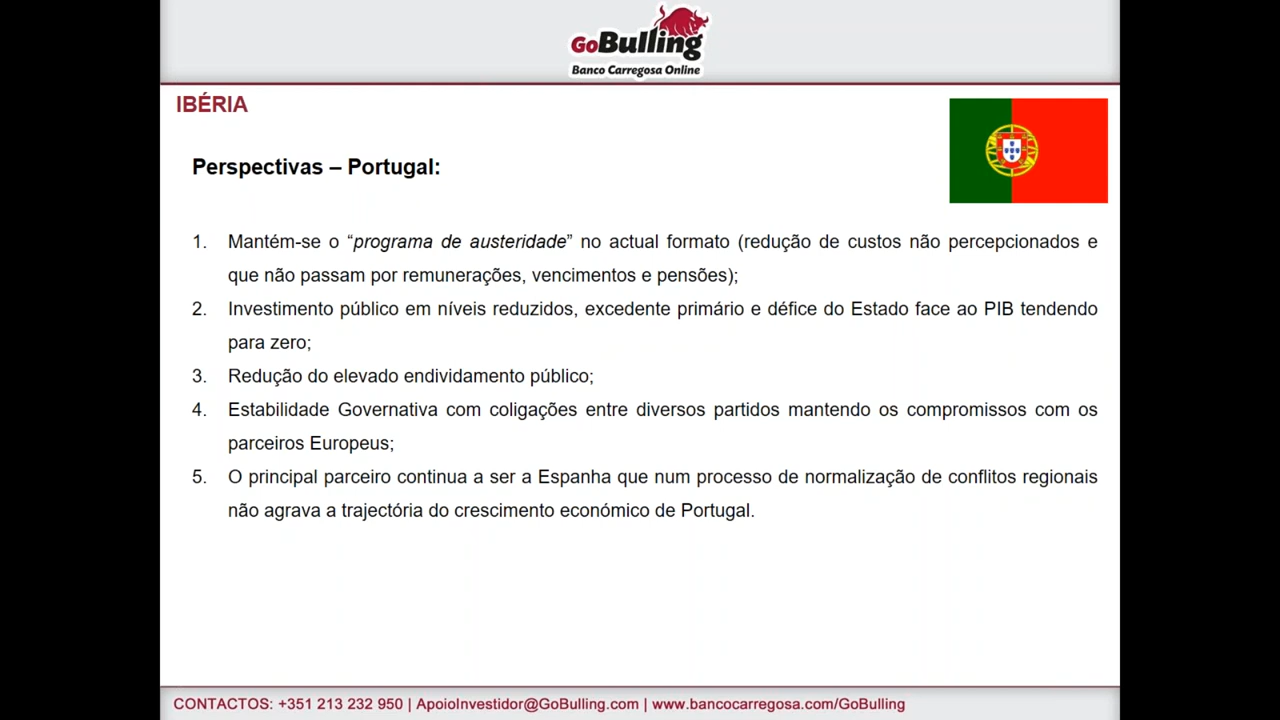 GoBulling
Banco Carregosa Online
IBÉRIA
Perspectivas – Portugal:
1. Mantém-se o “programa de austeridade” no actual formato (redução de custos não percepcionados e
que não passam por remunerações, vencimentos e pensões);
2. Investimento público em níveis reduzidos, excedente primário e défice do Estado face ao PIB tendendo
para zero;
3. Redução do elevado endividamento público;
4. Estabilidade Governativa com coligações entre diversos partidos mantendo os compromissos com os
parceiros Europeus;
5. O principal parceiro continua a ser a Espanha que num processo de normalização de conflitos regionais
não agrava a trajectória do crescimento económico de Portugal.
CONTACTOS: +351 213 232 950 | ApoioInvestidor@GoBulling.com | www.bancocarregosa.com/GoBulling